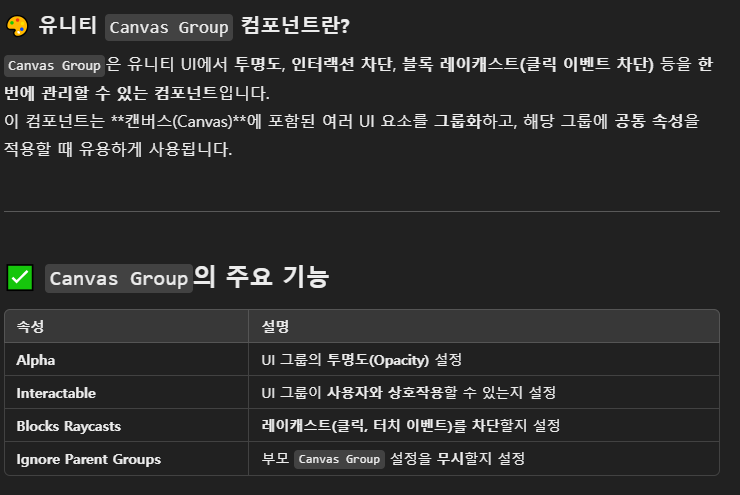 🎨 유니티 Canvas Group 컴포넌트란?
Canvas Group은 유니티 UI에서 투명도, 인터랙션 차단, 블록 레이캐스트(클릭 이벤트 차단) 등을 한
번에 관리할 수 있는 컴포넌트입니다.
이 컴포넌트는 **캔버스(Canvas)**에 포함된 여러 UI 요소를 그룹화하고, 해당 그룹에 공통 속성을
적용할 때 유용하게 사용됩니다.
✅ Canvas Group의 주요 기능
속성 설명
Alpha UI 그룹의 투명도(Opacity) 설정
Interactable UI 그룹이 사용자와 상호작용할 수 있는지 설정
Blocks Raycasts 레이캐스트(클릭, 터치 이벤트)를 차단할지 설정
Ignore Parent Groups 부모 Canvas Group 설정을 무시할지 설정